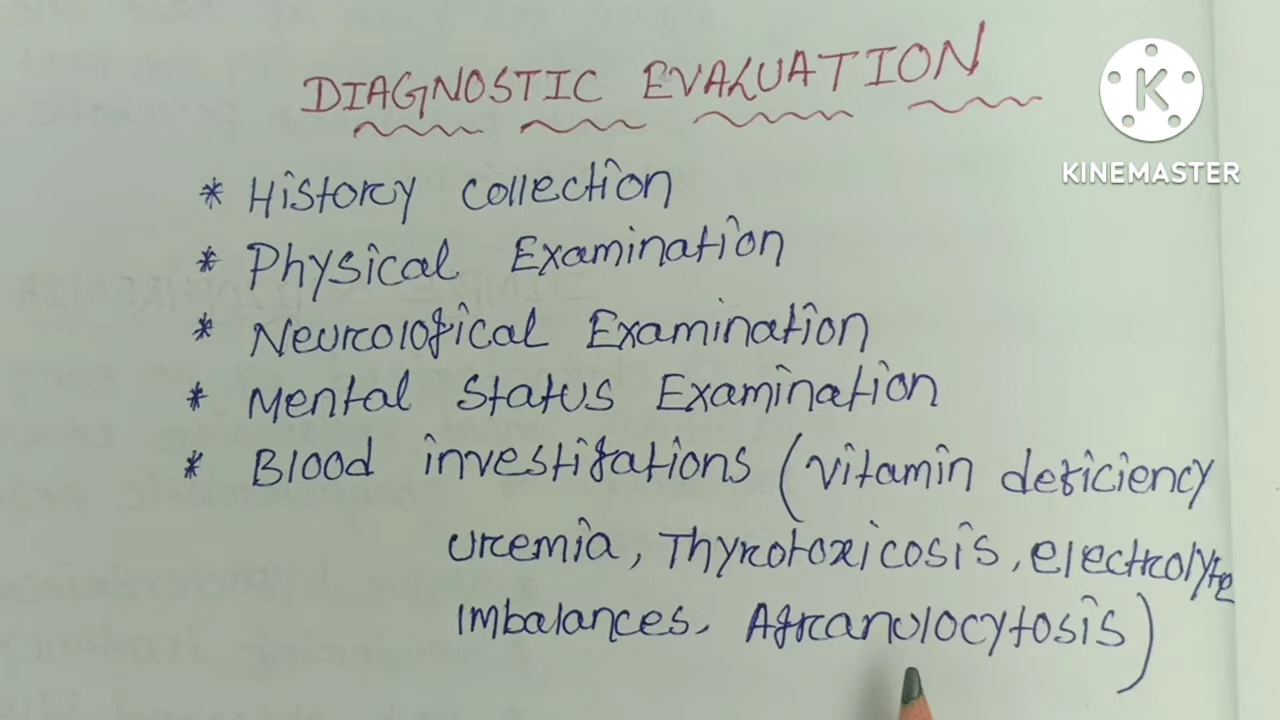 DIAGNOSTIC EVALUATION
K
KINEMASTER
* History collection
* Physical Examination
* Neurological Examination
* Mental Status Examination
* Blood investigations (vitamin deficiency
uremia, Thyrotoxicosis, electrolyte
imbalances, Agranulocytosis)